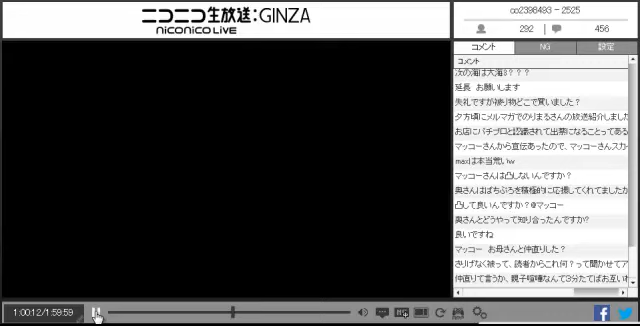 ニコニコ生放送:GINZA
niconico LIVE
co2398493 - 2525
292 456
コメント NG 設定
コメント
次の海は大海3???
延長 お願いします
失礼ですが被り物どこで買いました?
夕方頃にメルマガでのりまるさんの放送紹介しました
お店にパチプロと認識されて出禁になることってある
マッコーさんから宣伝あったので、マッコーさんスカー
maxは本当荒いw
マッコーさんは凸しないんですか?
奥さんはぱちぷろを積極的に応援してくれてましたか
凸して良いんですか?@マッコー
奥さんとどうやって知り合ったんですか?
良いですね
マッコー お母さんと仲直りした?
さりげなく被って、読者からこれ何?って聞かせてア
仲直りて言うか、親子喧嘩なんて3分たてばお互い
1:00:12/1:59:59